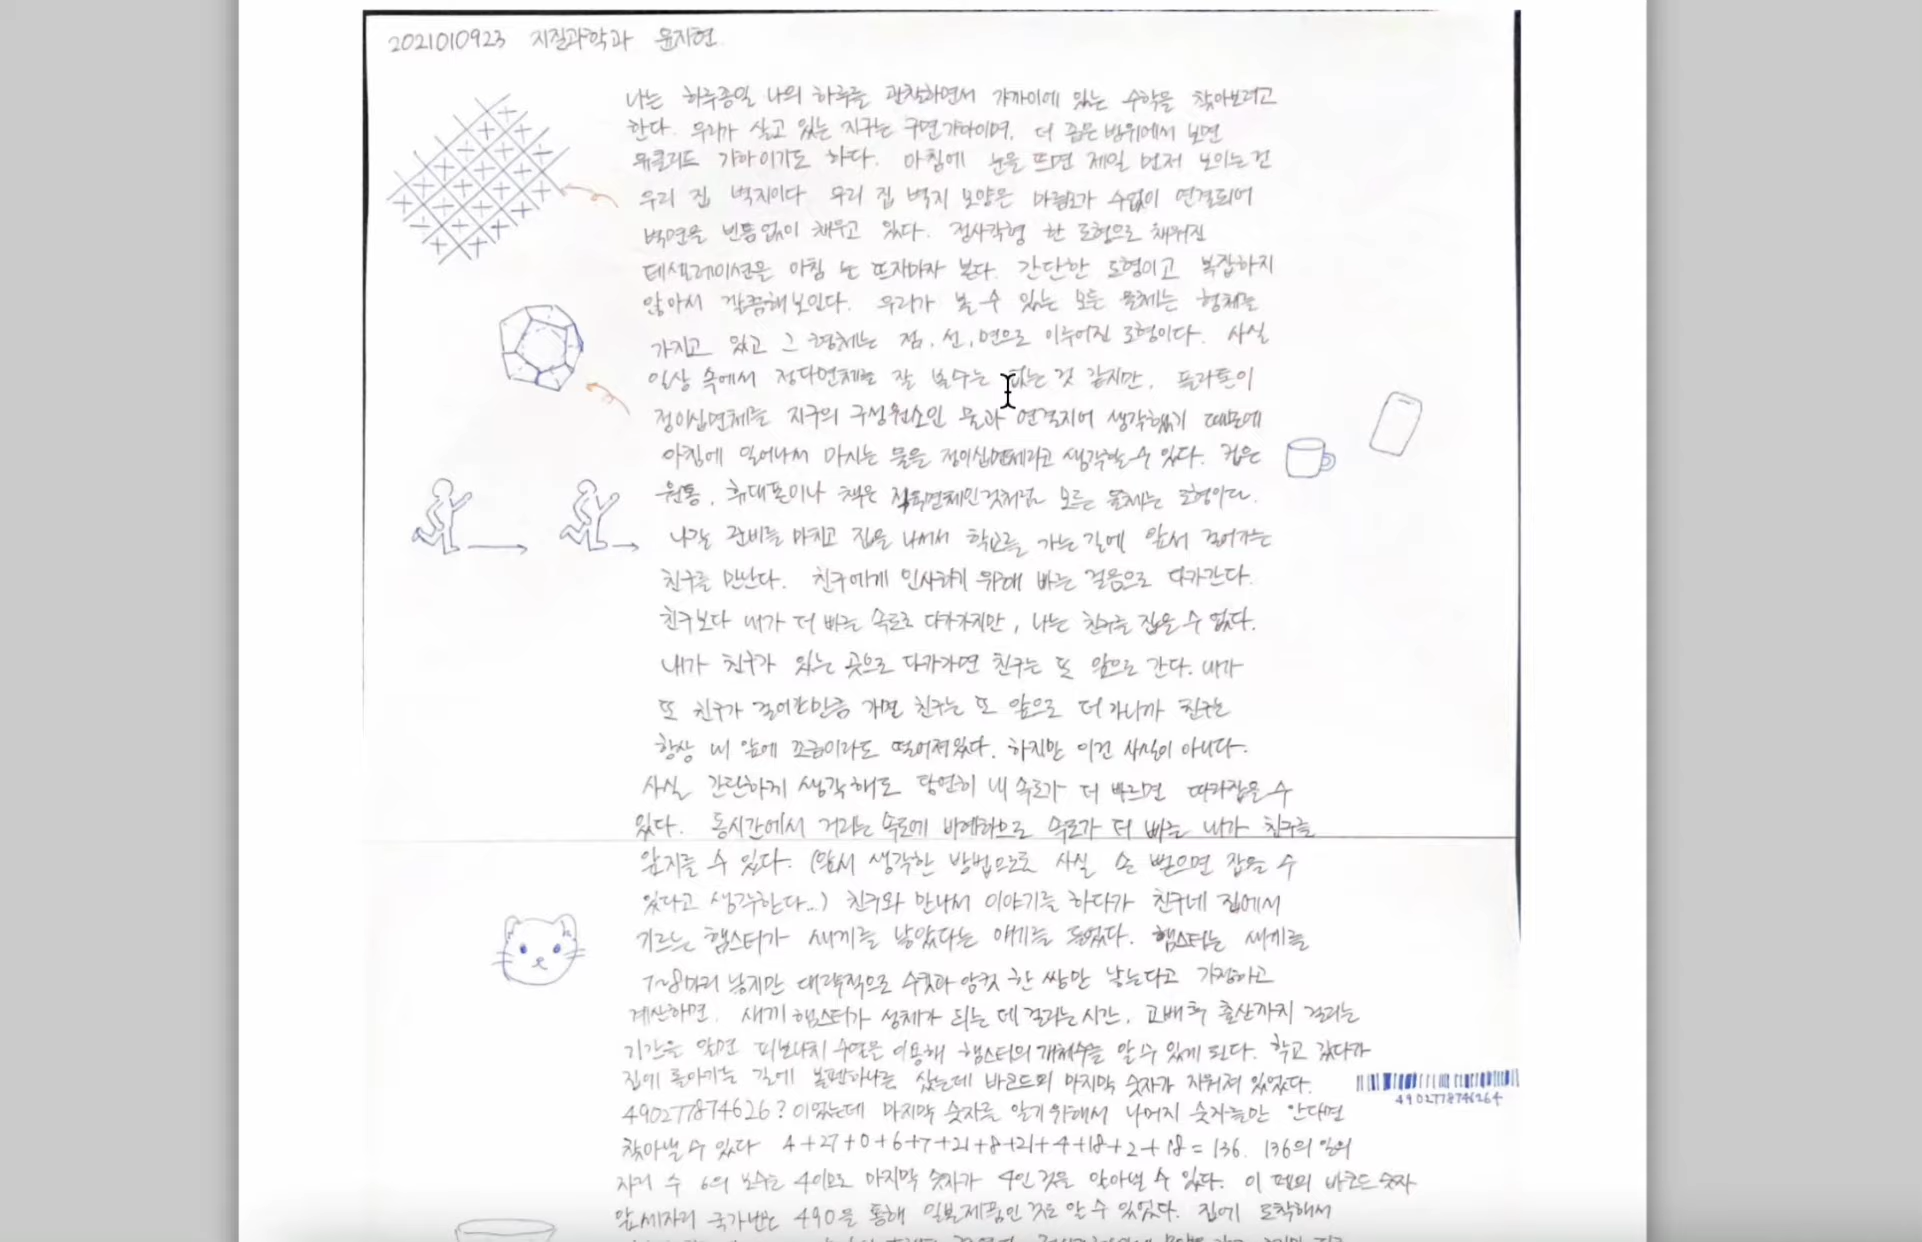 2021010923 지질과학과 윤지현
나는 하루종일 나의 하루를 관찰하면서 가까이에 있는 수학을 찾아보려고
한다. 우리가 살고 있는 지구는 구면기하이며, 더 좁은 범위에서 보면
유클리드 기하이기도 하다. 아침에 눈을 뜨면 제일 먼저 보이는건
우리 집 벽지이다 우리 집 벽지 모양은 마름모가 수없이 연결되어
벽면을 빈틈없이 채우고 있다. 정사각형 한 도형으로 채워진
테셀레이션을 아침 눈 뜨자마자 본다. 간단한 도형이고 복잡하지
않아서 깔끔해보인다. 우리가 볼 수 있는 모든 물체는 형체를
가지고 있고 그 형체는 점, 선, 면으로 이루어진 도형이다. 사실
일상 속에서 정다면체를 잘 볼수는 없는 것 같지만, 플라톤이
정이십면체를 지구의 구성원소인 물과 연결지어 생각했기 때문에
아침에 일어나서 마시는 물을 정이십면체라고 생각할 수 있다. 컵은
원통, 휴대폰이나 책은 직육면체인것처럼 모든 물체는 도형이다.
나갈 준비를 마치고 집을 나서서 학교를 가는 길에 앞서 걸어가는
친구를 만난다. 친구에게 인사하기 위해 빠른 걸음으로 다가간다.
친구보다 내가 더 빠른 속도로 다가가지만, 나는 친구를 잡을 수 없다.
내가 친구가 있는 곳으로 다가가면 친구는 또 앞으로 간다. 내가
또 친구가 걸어간만큼 가면 친구는 또 앞으로 더 가니까 친구는
항상 내 앞에 조금이라도 떨어져있다. 하지만 이건 사실이 아니다.
사실 간단하게 생각해도 당연히 내 속도가 더 빠르면 따라잡을 수
있다. 동시간에서 거리는 속도에 비례하므로 속도가 더 빠른 내가 친구를
앞지를 수 있다. (앞서 생각한 방법으로도 사실 손 뻗으면 잡을 수
있다고 생각한다...) 친구와 만나서 이야기를 하다가 친구네 집에서
기르는 햄스터가 새끼를 낳았다는 얘기를 들었다. 햄스터는 새끼를
7~8마리 낳지만 대략적으로 수컷과 암컷 한 쌍만 낳는다고 가정하고
계산하면, 새끼 햄스터가 성체가 되는 데 걸리는 시간, 교배 후 출산까지 걸리는
기간을 알면 피보나치 수열을 이용해 햄스터의 개체수를 알 수 있게 된다. 학교 갔다가
집에 돌아가는 길에 볼펜하나를 샀는데 바코드의 마지막 숫자가 지워져 있었다.
490277874626? 이었는데 마지막 숫자를 알기위해서 나머지 숫자들만 안다면
4902778746264
찾아낼 수 있다 4+27+0+6+7+21+8+21+4+18+2+18=136. 136의 일의
자리 수 6의 보수는 4이므로 마지막 숫자가 4인 것을 알아낼 수 있다. 이 펜의 바코드 숫자
앞 세자리 국가번호 490을 통해 일본제품인 것도 알 수 있었다. 집에 도착해서